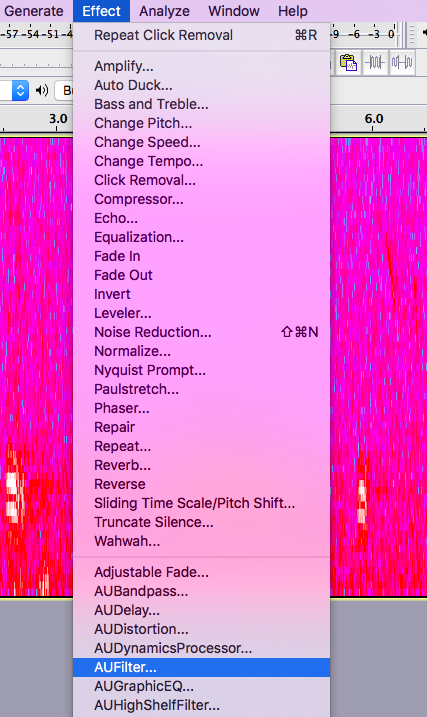 Generate Effect Analyze Window Help
-57 -54 -51 -4
Repeat Click Removal ⌘R
-9 -6 -3 0
Amplify...
Auto Duck...
Bu
Bass and Treble...
3.0
Change Pitch...
6.0
Change Speed...
Change Tempo...
Click Removal...
Compressor...
Echo...
Equalization...
Fade In
Fade Out
Invert
Leveler...
Noise Reduction... ⇧⌘N
Normalize...
Nyquist Prompt...
Paulstretch...
Phaser...
Repair
Repeat...
Reverb...
Reverse
Sliding Time Scale/Pitch Shift...
Truncate Silence...
Wahwah...
Adjustable Fade...
AUBandpass...
AUDelay...
AUDistortion...
AUDynamicsProcessor...
AUFilter...
AUGraphicEQ...
AUHighShelfFilter...